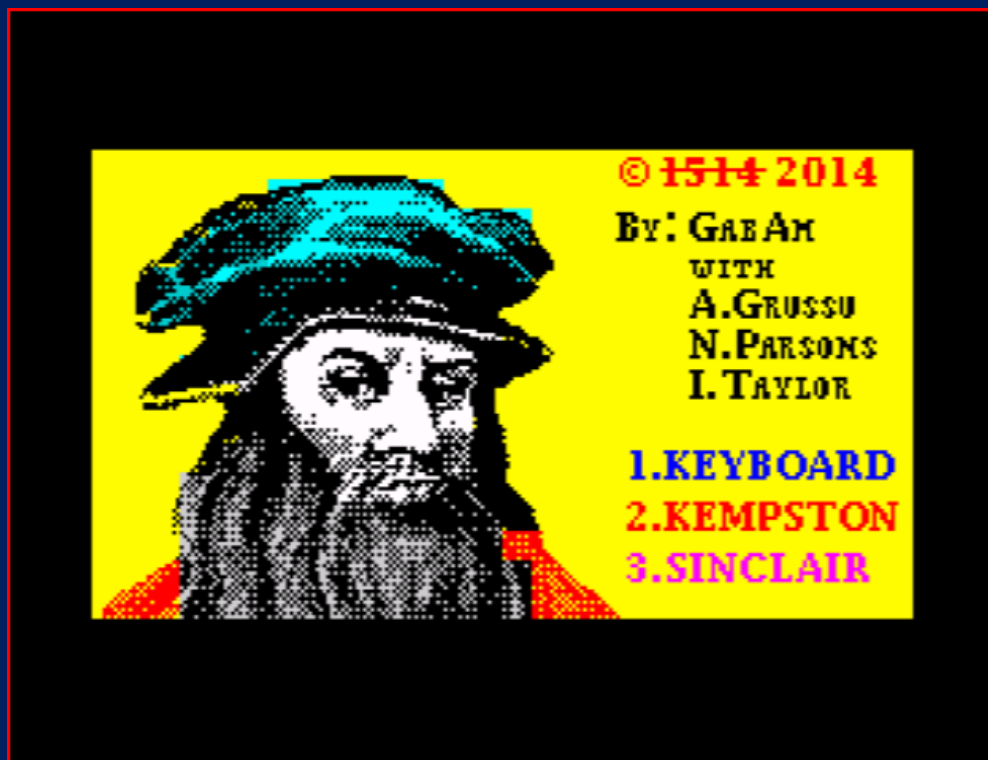 © 1514 2014
By: GabAm
with
A.Grussu
N.Parsons
I.Taylor
1.KEYBOARD
2.KEMPSTON
3.SINCLAIR